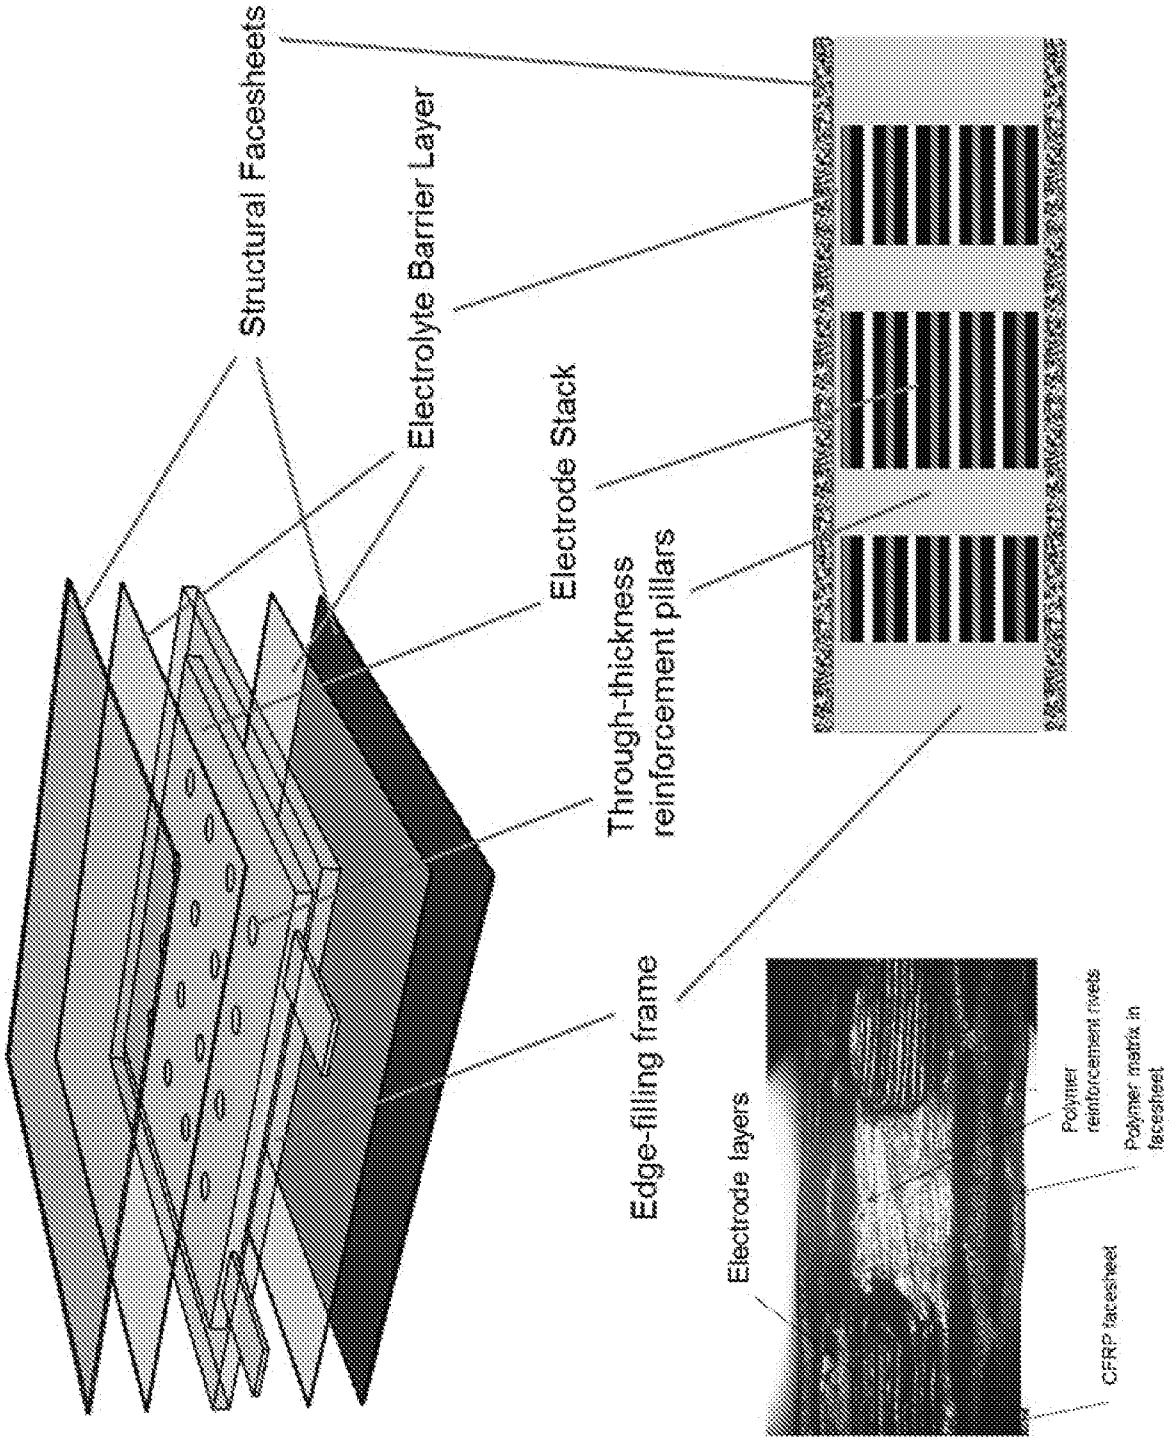 Structural Facesheets
Electrolyte Barrier Layer
Electrode Stack
Through-thickness
reinforcement pillars
Edge-filling frame
Electrode layers
Polymer
reinforcement rivets
Polymer matrix in
facesheet
CFRP facesheet